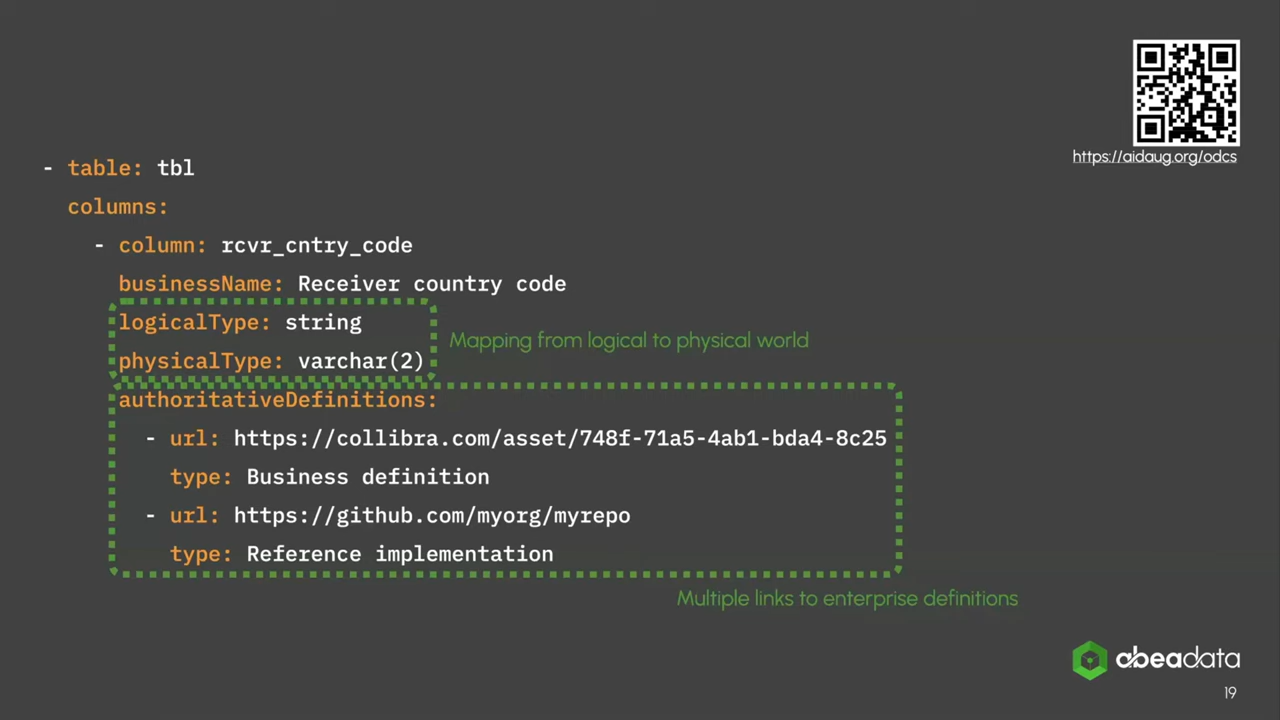 https://aidaug.org/odcs
- table: tbl
columns:
- column: rcvr_cntry_code
businessName: Receiver country code
logicalType: string
physicalType: varchar(2)
Mapping from logical to physical world
authoritativeDefinitions:
- url: https://collibra.com/asset/748f-71a5-4ab1-bda4-8c25
type: Business definition
- url: https://github.com/myorg/myrepo
type: Reference implementation
Multiple links to enterprise definitions
abeadata
19